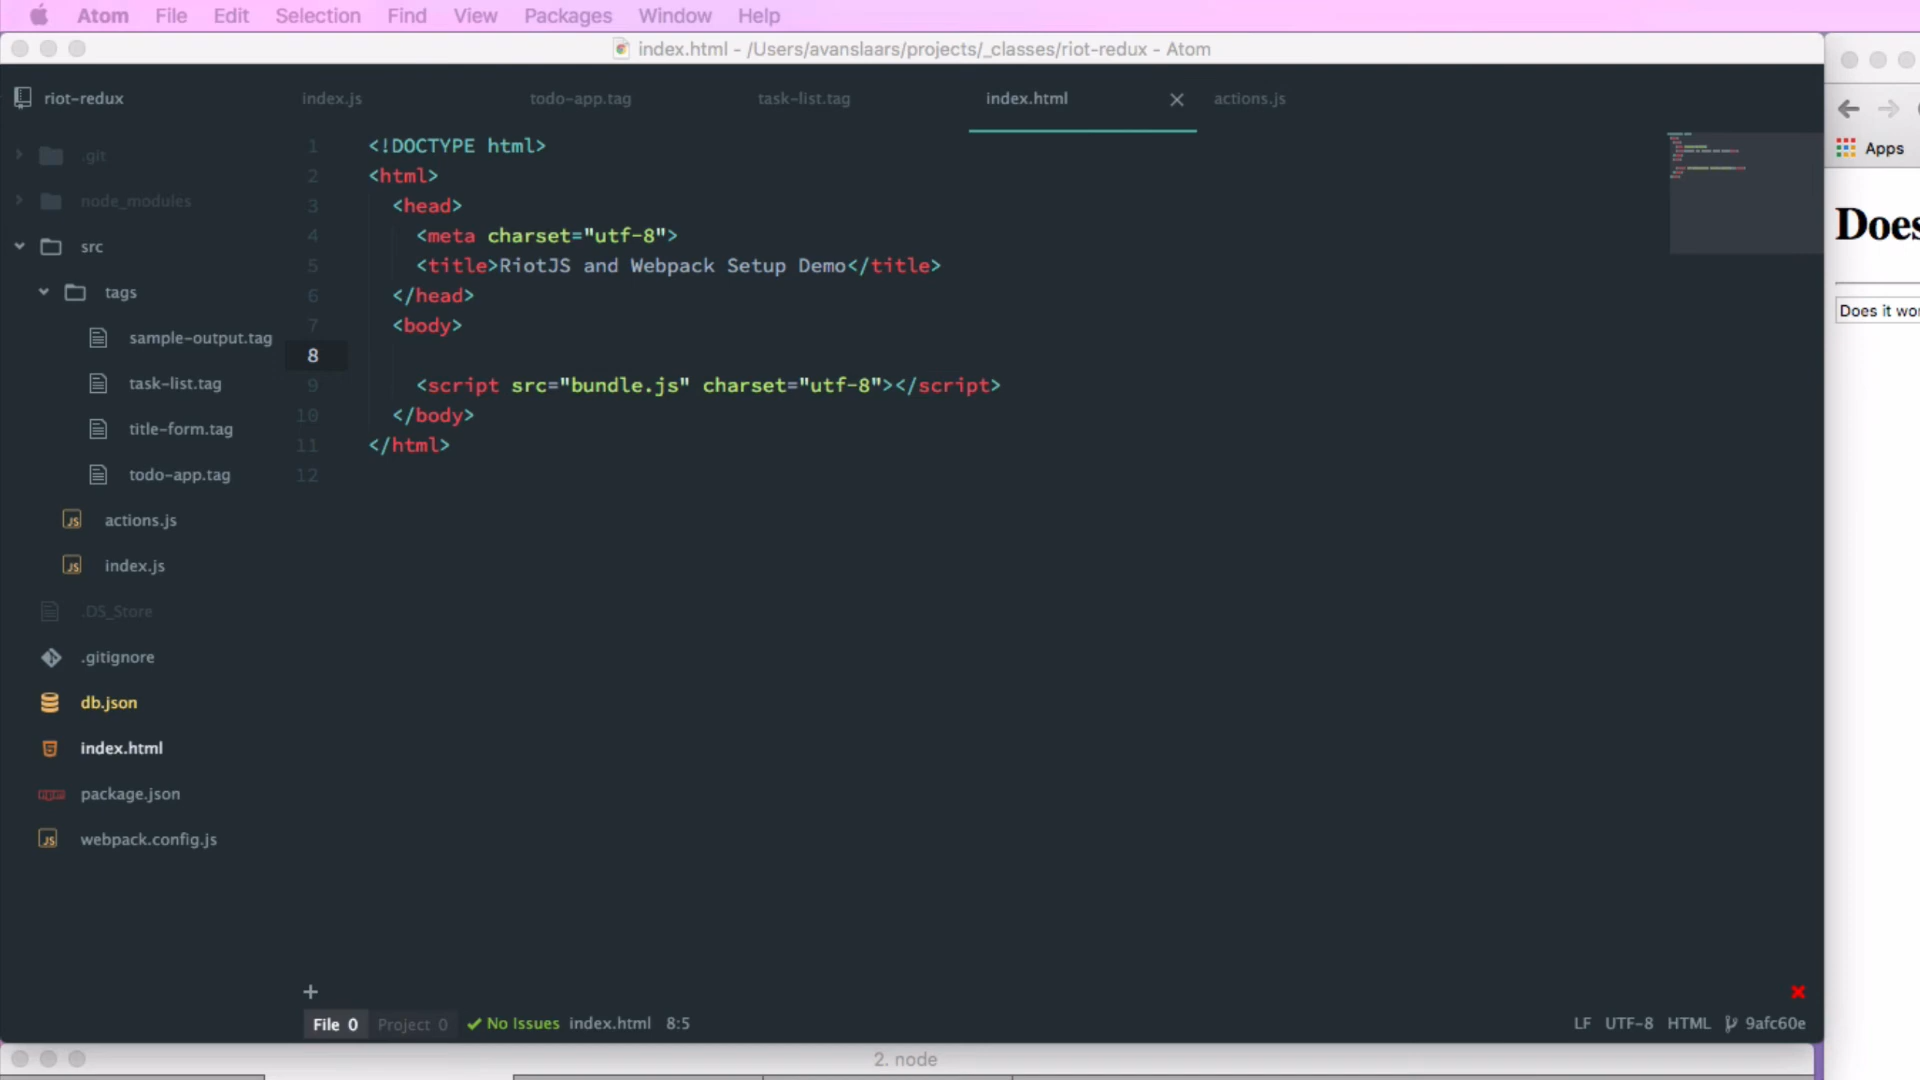 Atom File Edit Selection Find View Packages Window Help
index.html - /Users/avanslaars/projects/_classes/riot-redux - Atom
riot-redux
index.js todo-app.tag task-list.tag index.html actions.js
.git
node_modules
src
tags
sample-output.tag
task-list.tag
title-form.tag
todo-app.tag
actions.js
index.js
.DS_Store
.gitignore
db.json
index.html
package.json
webpack.config.js
1 <!DOCTYPE html>
2 <html>
3 <head>
4 <meta charset="utf-8">
5 <title>RiotJS and Webpack Setup Demo</title>
6 </head>
7 <body>
8
9 <script src="bundle.js" charset="utf-8"></script>
10 </body>
11 </html>
12
Apps
Does
Does it wor
File 0 Project 0 No Issues index.html 8:5 LF UTF-8 HTML 9afc60e
2. node